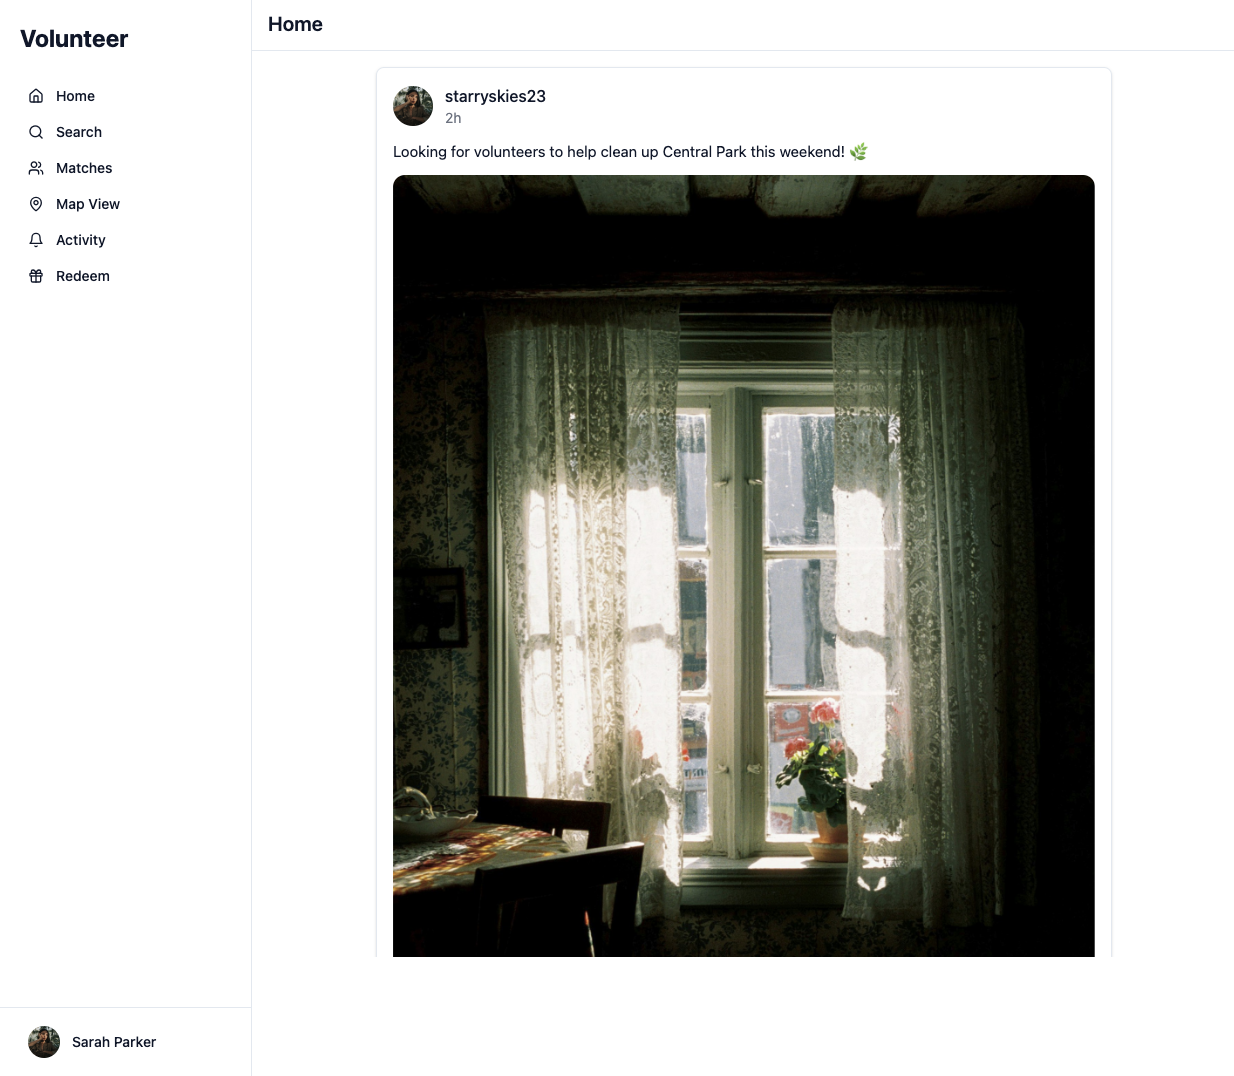 Volunteer
Home
Search
Matches
Map View
Activity
Redeem
Sarah Parker
Home
starryskies23
2h
Looking for volunteers to help clean up Central Park this weekend! 🌿